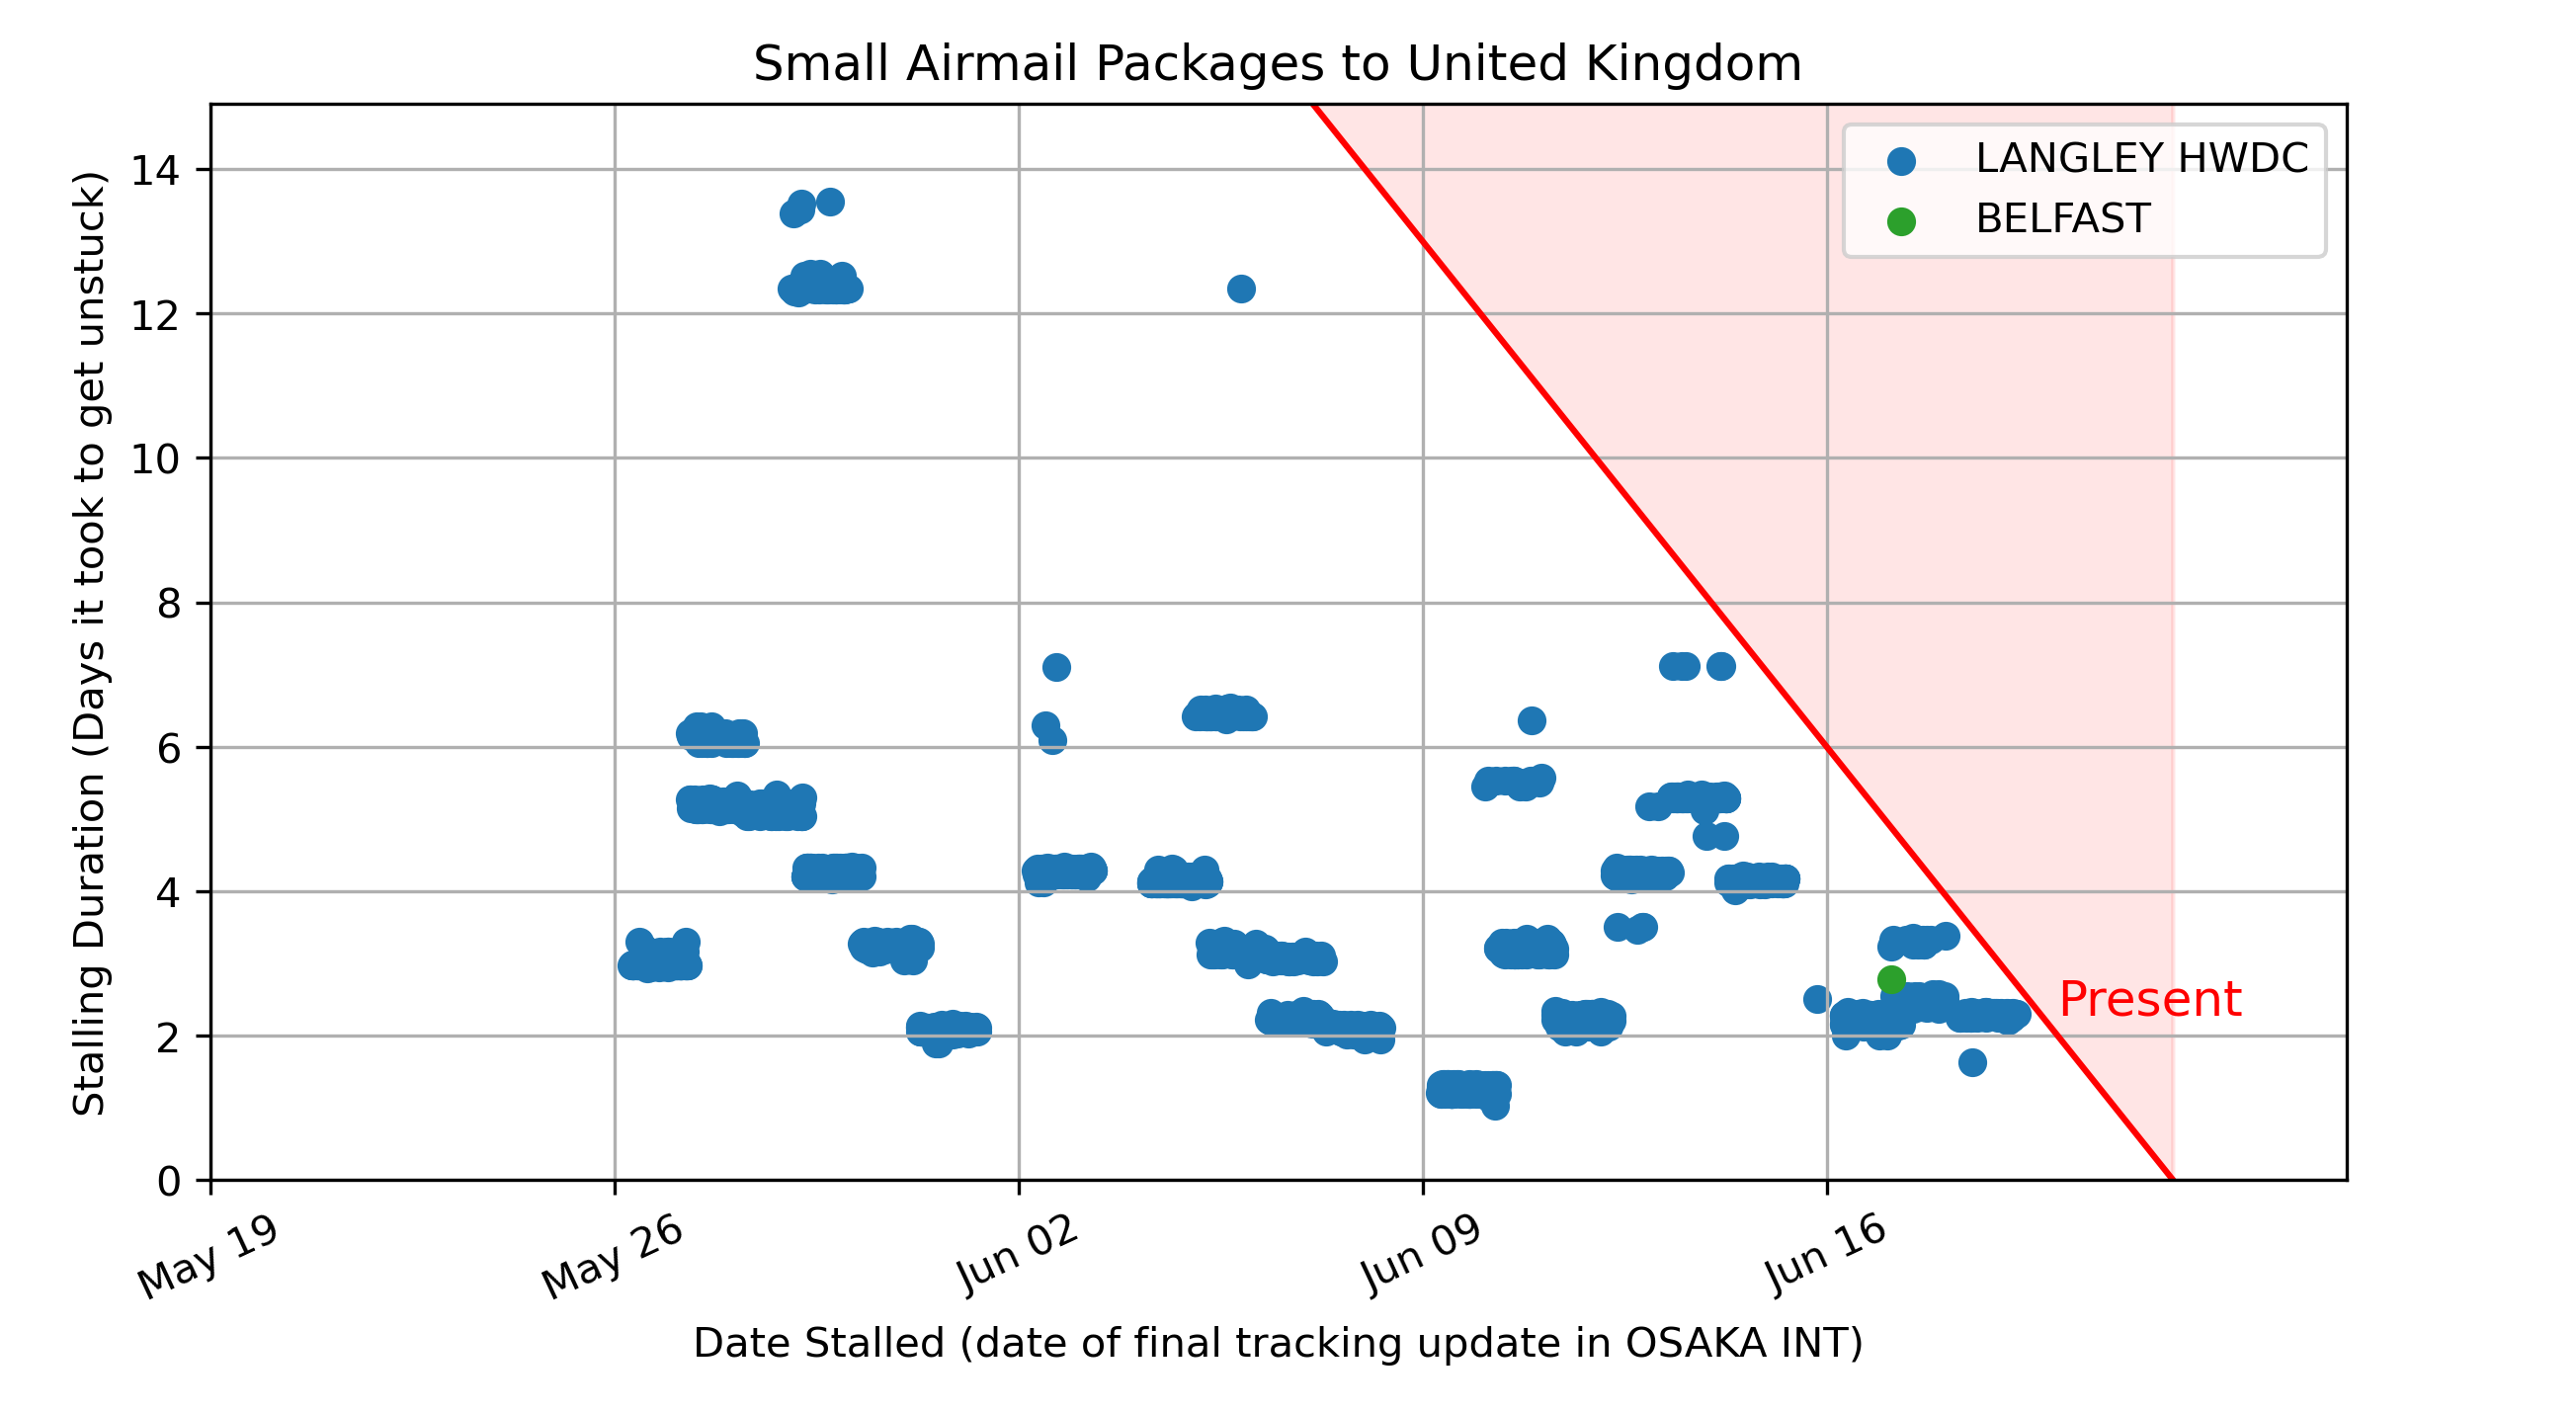 Small Airmail Packages to United Kingdom
Stalling Duration (Days it took to get unstuck)
14
12
10
8
6
4
2
0
LANGLEY HWDC
BELFAST
Present
May 19
May 26
Jun 02
Jun 09
Jun 16
Date Stalled (date of final tracking update in OSAKA INT)